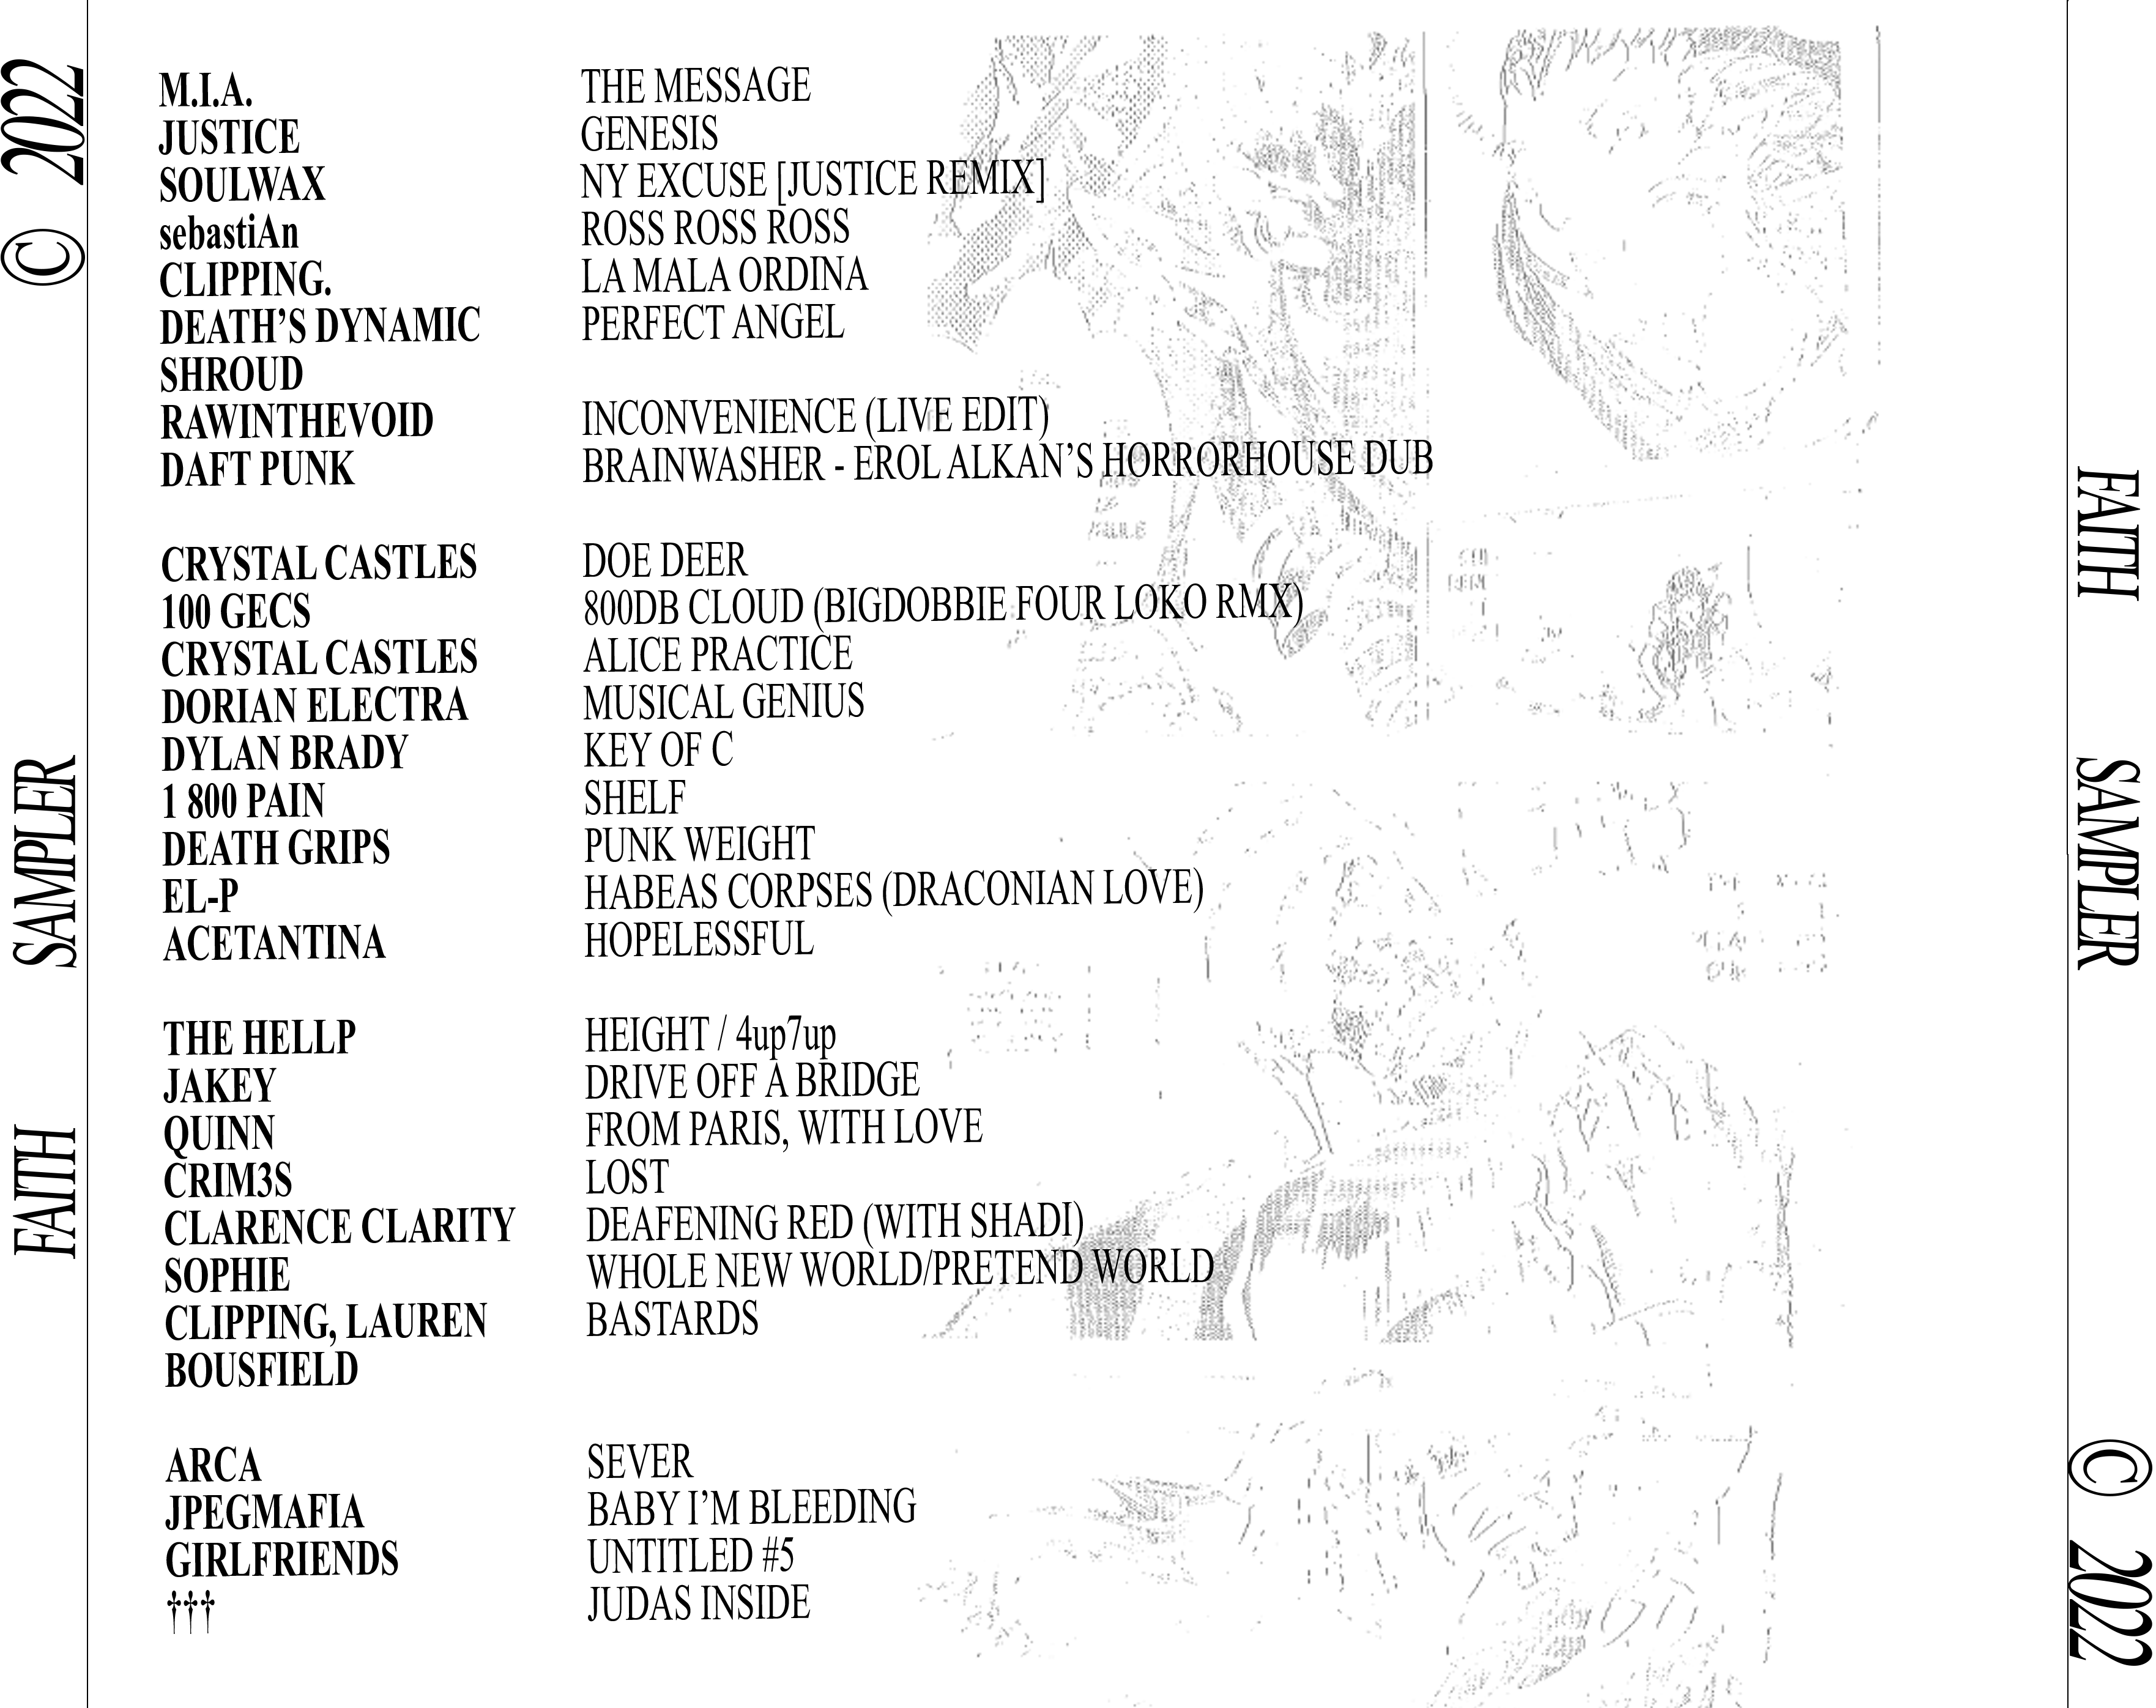 © 2022
SAMPLER
FAITH
M.I.A. THE MESSAGE
JUSTICE GENESIS
SOULWAX NY EXCUSE [JUSTICE REMIX]
sebastiAn ROSS ROSS ROSS
CLIPPING. LA MALA ORDINA
DEATH’S DYNAMIC PERFECT ANGEL
SHROUD
RAWINTHEVOID INCONVENIENCE (LIVE EDIT)
DAFT PUNK BRAINWASHER - EROL ALKAN’S HORRORHOUSE DUB
CRYSTAL CASTLES DOE DEER
100 GECS 800DB CLOUD (BIGDOBBIE FOUR LOKO RMX)
CRYSTAL CASTLES ALICE PRACTICE
DORIAN ELECTRA MUSICAL GENIUS
DYLAN BRADY KEY OF C
1 800 PAIN SHELF
DEATH GRIPS PUNK WEIGHT
EL-P HABEAS CORPSES (DRACONIAN LOVE)
ACETANTINA HOPELESSFUL
THE HELLP HEIGHT / 4up7up
JAKEY DRIVE OFF A BRIDGE
QUINN FROM PARIS, WITH LOVE
CRIM3S LOST
CLARENCE CLARITY DEAFENING RED (WITH SHADI)
SOPHIE WHOLE NEW WORLD/PRETEND WORLD
CLIPPING, LAUREN BASTARDS
BOUSFIELD
ARCA SEVER
JPEGMAFIA BABY I’M BLEEDING
GIRLFRIENDS UNTITLED #5
††† JUDAS INSIDE
FAITH
SAMPLER
© 2022